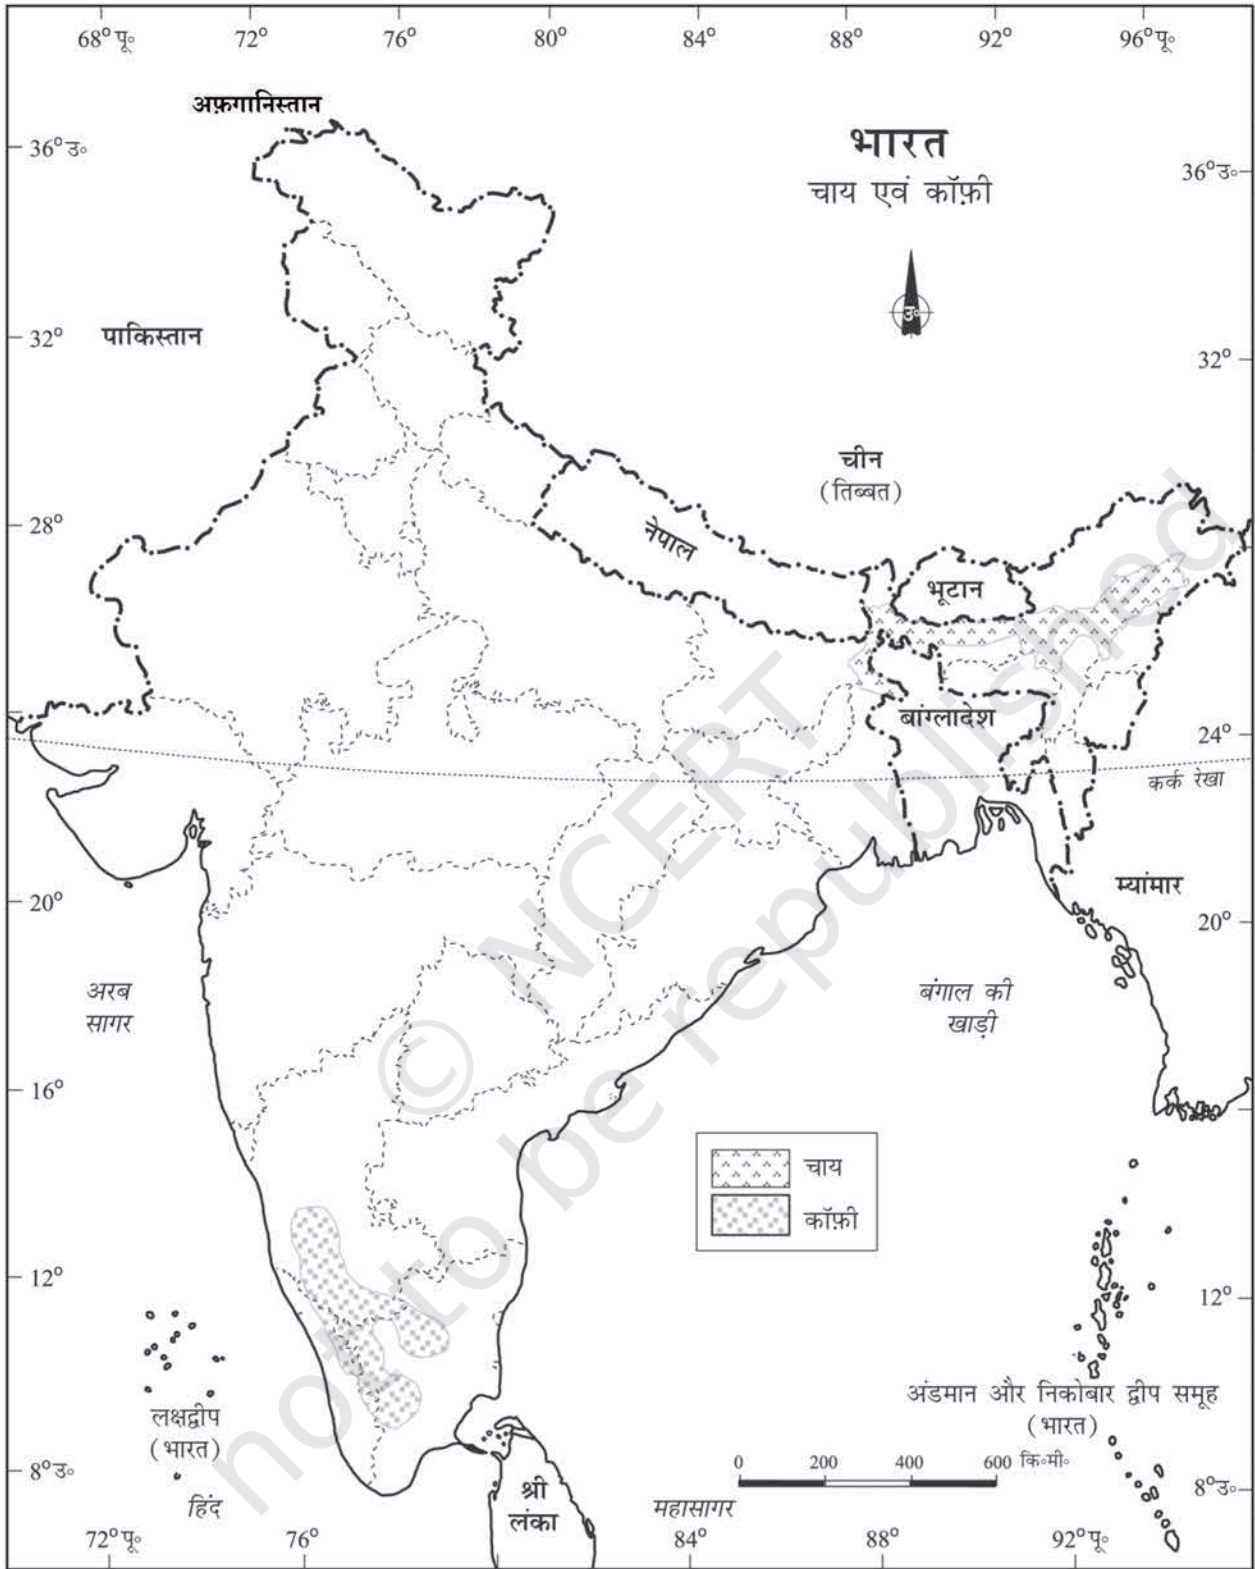 68° पू॰ 72° 76° 80° 84° 88° 92° 96° पू॰
अफ़गानिस्तान
भारत
चाय एवं कॉफ़ी
36° उ॰
36° उ॰
उ॰
पाकिस्तान
32°
32°
चीन
(तिब्बत)
28°
नेपाल
भूटान
बांग्लादेश
24°
कर्क रेखा
म्यांमार
20°
20°
अरब
सागर
बंगाल की
खाड़ी
16°
चाय
कॉफ़ी
12°
12°
अंडमान और निकोबार द्वीप समूह
(भारत)
लक्षद्वीप
(भारत)
0 200 400 600 कि॰मी॰
8° उ॰
8° उ॰
श्री
लंका
हिंद
महासागर
72° पू॰ 76° 84° 88° 92° पू॰
© NCERT
not to be republished